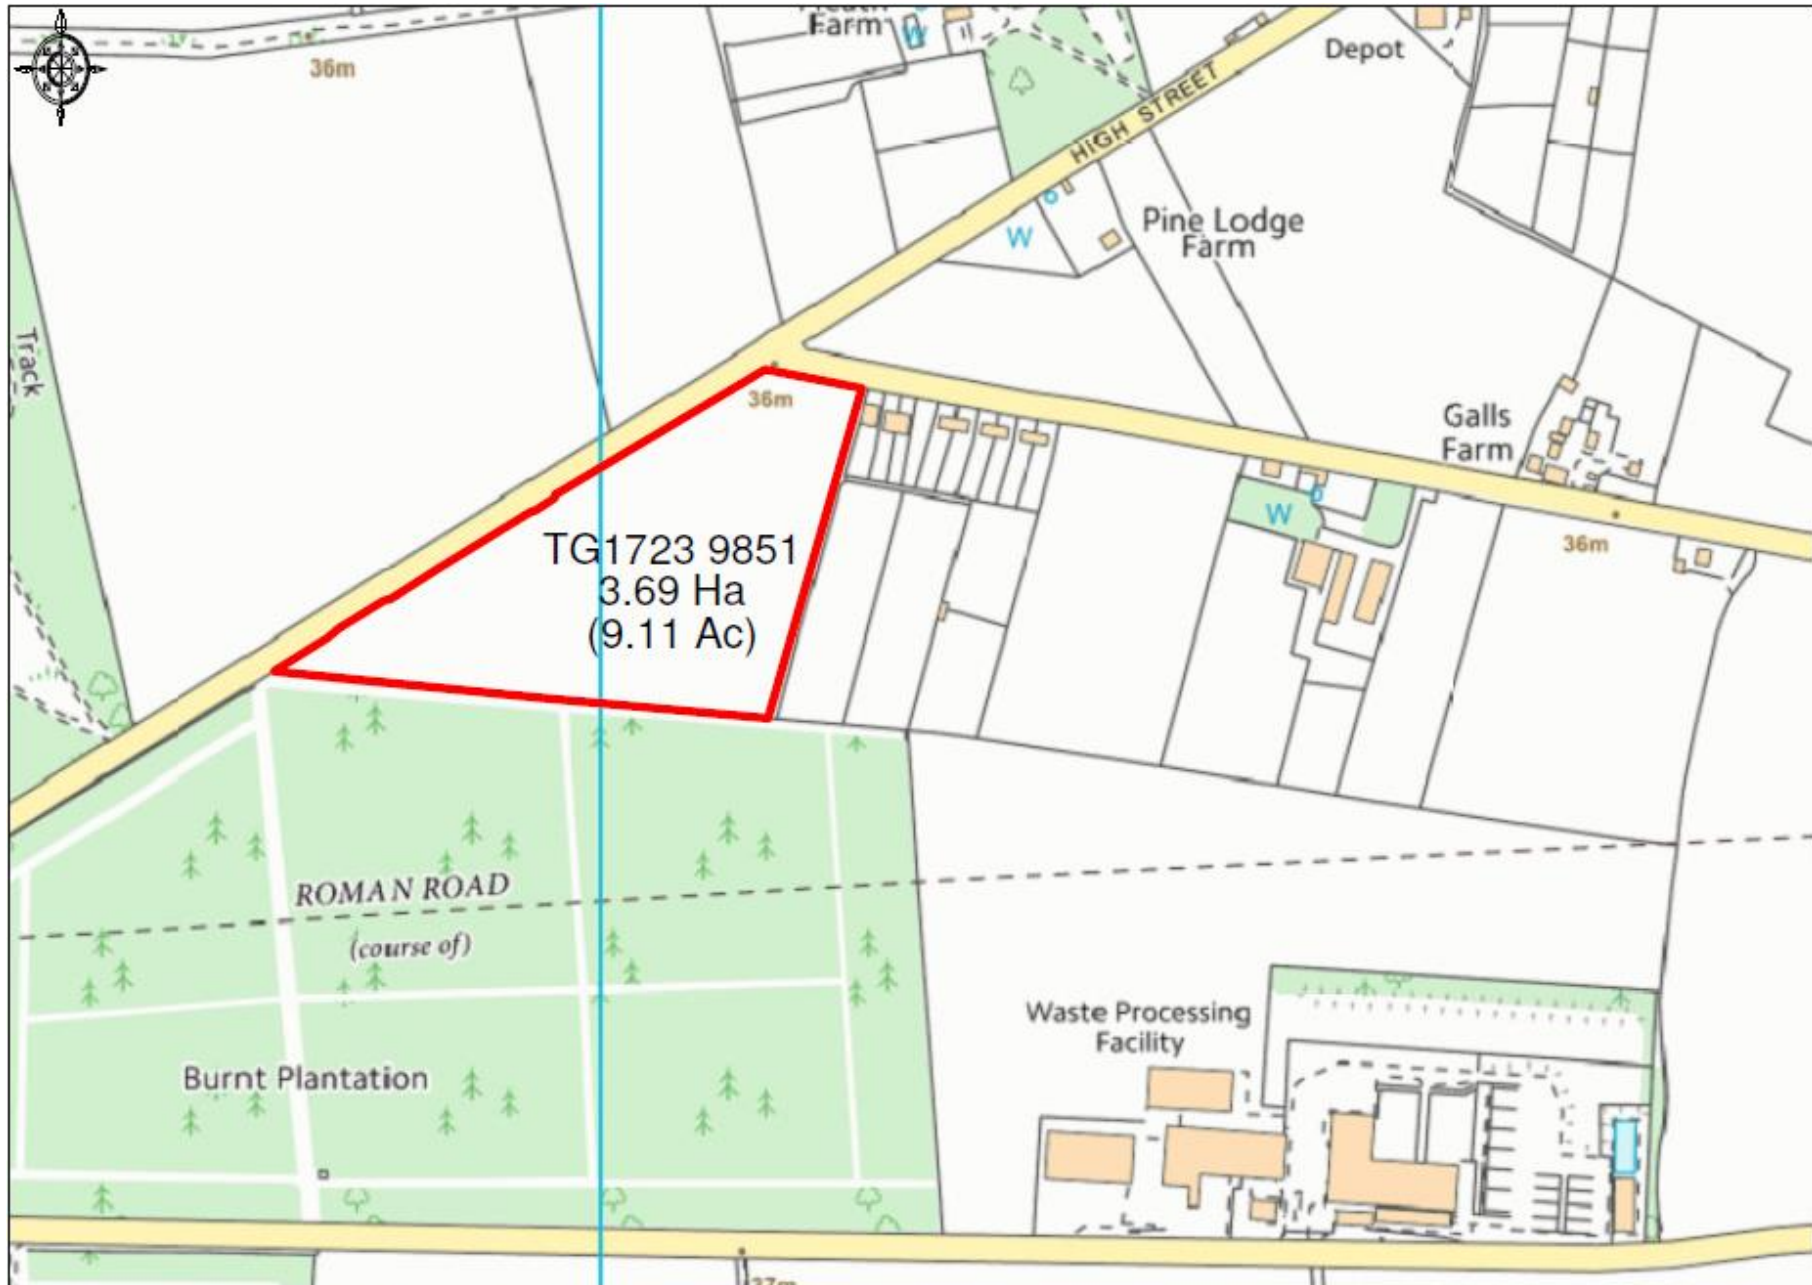 Farm
W
36m
Depot
HIGH STREET
W
Pine Lodge
Farm
Track
36m
Galls
Farm
W
36m
TG1723 9851
3.69 Ha
(9.11 Ac)
ROMAN ROAD
(course of)
Waste Processing
Facility
Burnt Plantation
37m